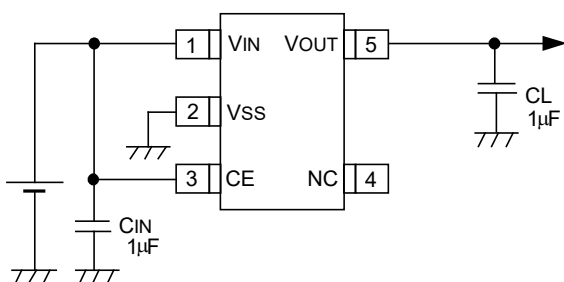 1 VIN VOUT 5
2 VSS
3 CE NC 4
CIN
1μF
CL
1μF